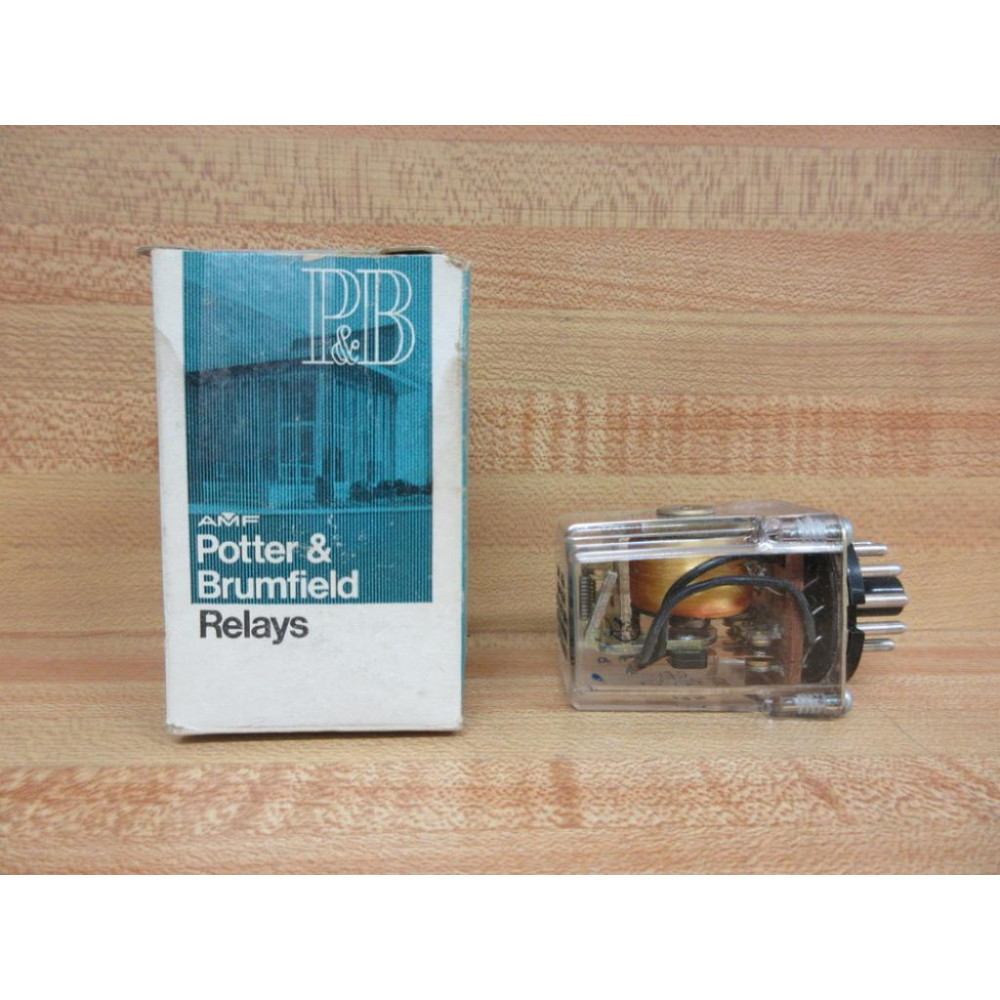 P&B
AMF
Potter &
Brumfield
Relays